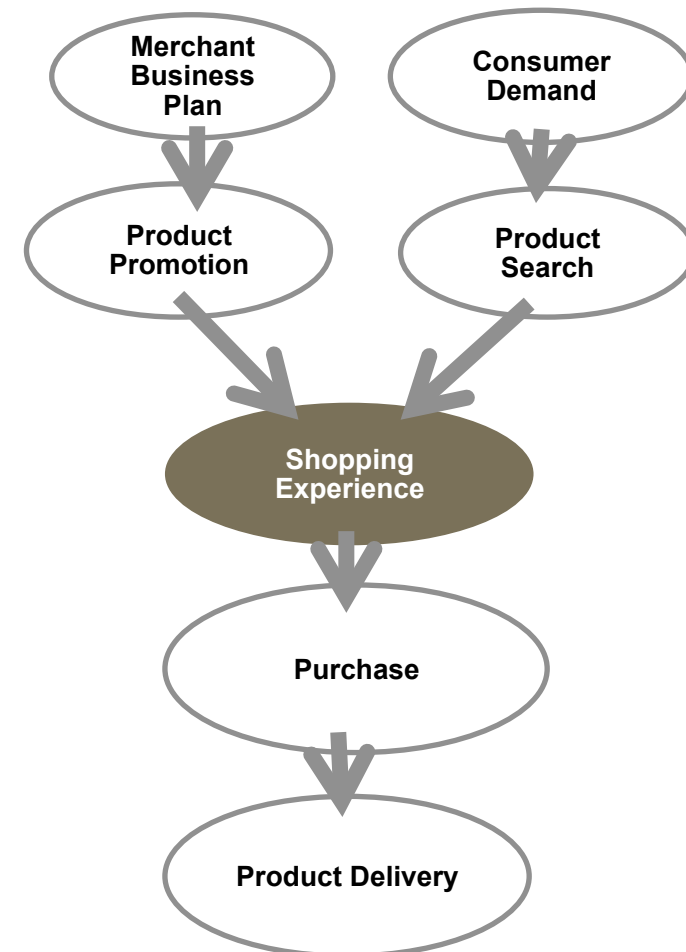 Merchant
Business
Plan
Consumer
Demand
Product
Promotion
Product
Search
Shopping
Experience
Purchase
Product Delivery